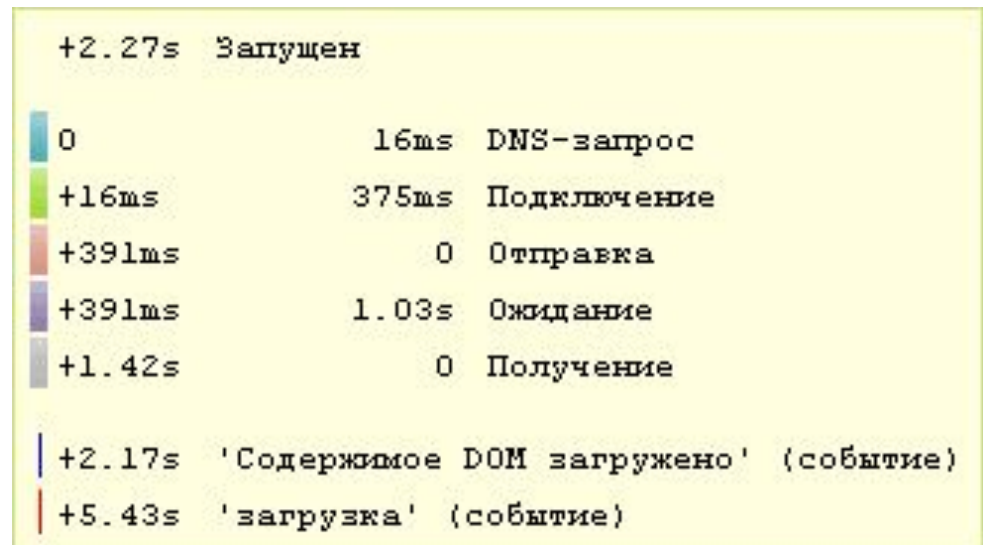 +2.27s Запущен
0 16ms DNS-запрос
+16ms 375ms Подключение
+391ms 0 Отправка
+391ms 1.03s Ожидание
+1.42s 0 Получение
+2.17s 'Содержимое DOM загружено' (событие)
+5.43s 'загрузка' (событие)